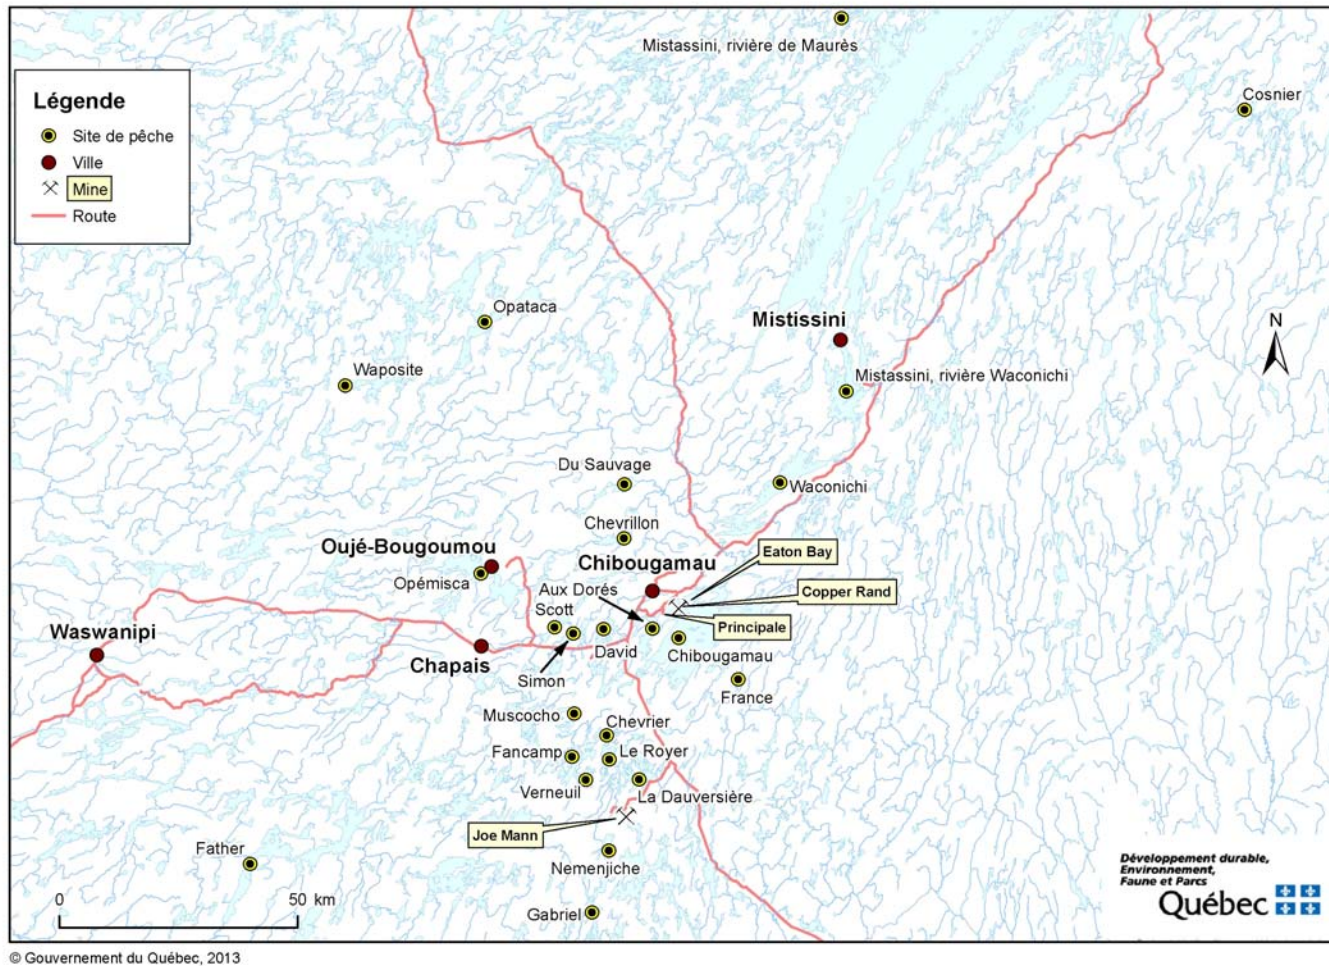 Mistassini, rivière de Maurès
Cosnier
Légende
Site de pêche
Ville
Mine
Route
Opataca
Mistissini
N
Waposite
Mistassini, rivière Waconichi
Du Sauvage
Waconichi
Chevrillon
Oujé-Bougoumou
Chibougamau
Eaton Bay
Opémisca
Aux Dorés
Copper Rand
Scott
Principale
Waswanipi
David
Chibougamau
Chapais
Simon
France
Muscocho
Chevrier
Fancamp
Le Royer
Verneuil
La Dauversière
Joe Mann
Father
Nemenjiche
Gabriel
0 50 km
Développement durable,
Environnement,
Faune et Parcs
Québec
© Gouvernement du Québec, 2013